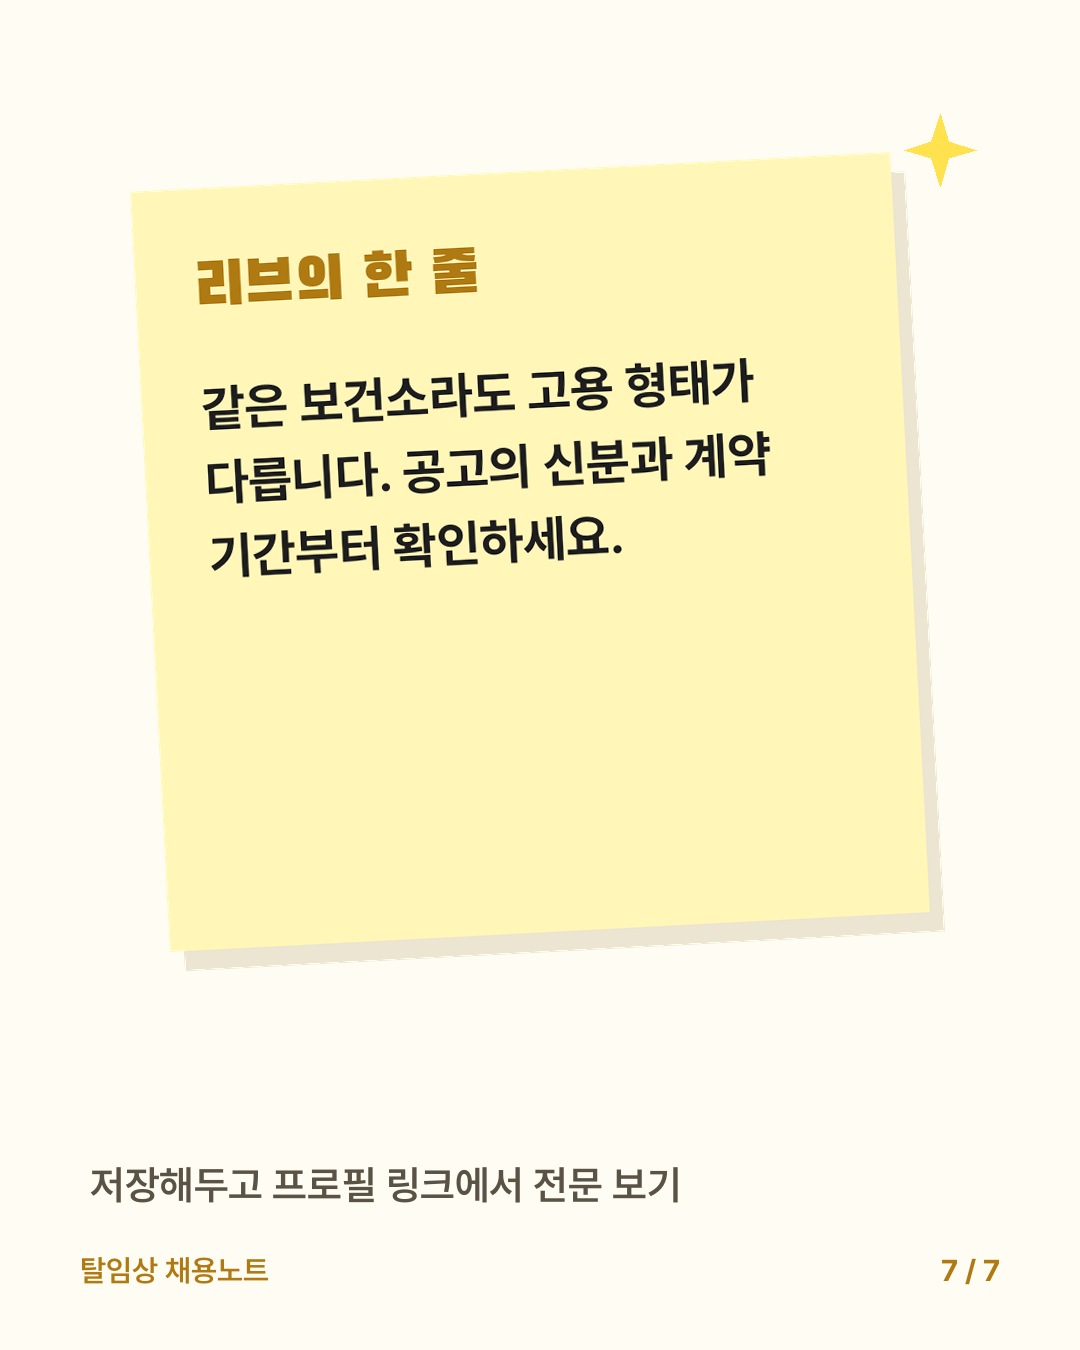 리브의 한 줄
같은 보건소라도 고용 형태가
다릅니다. 공고의 신분과 계약
기간부터 확인하세요.
저장해두고 프로필 링크에서 전문 보기
탈임상 채용노트
7 / 7